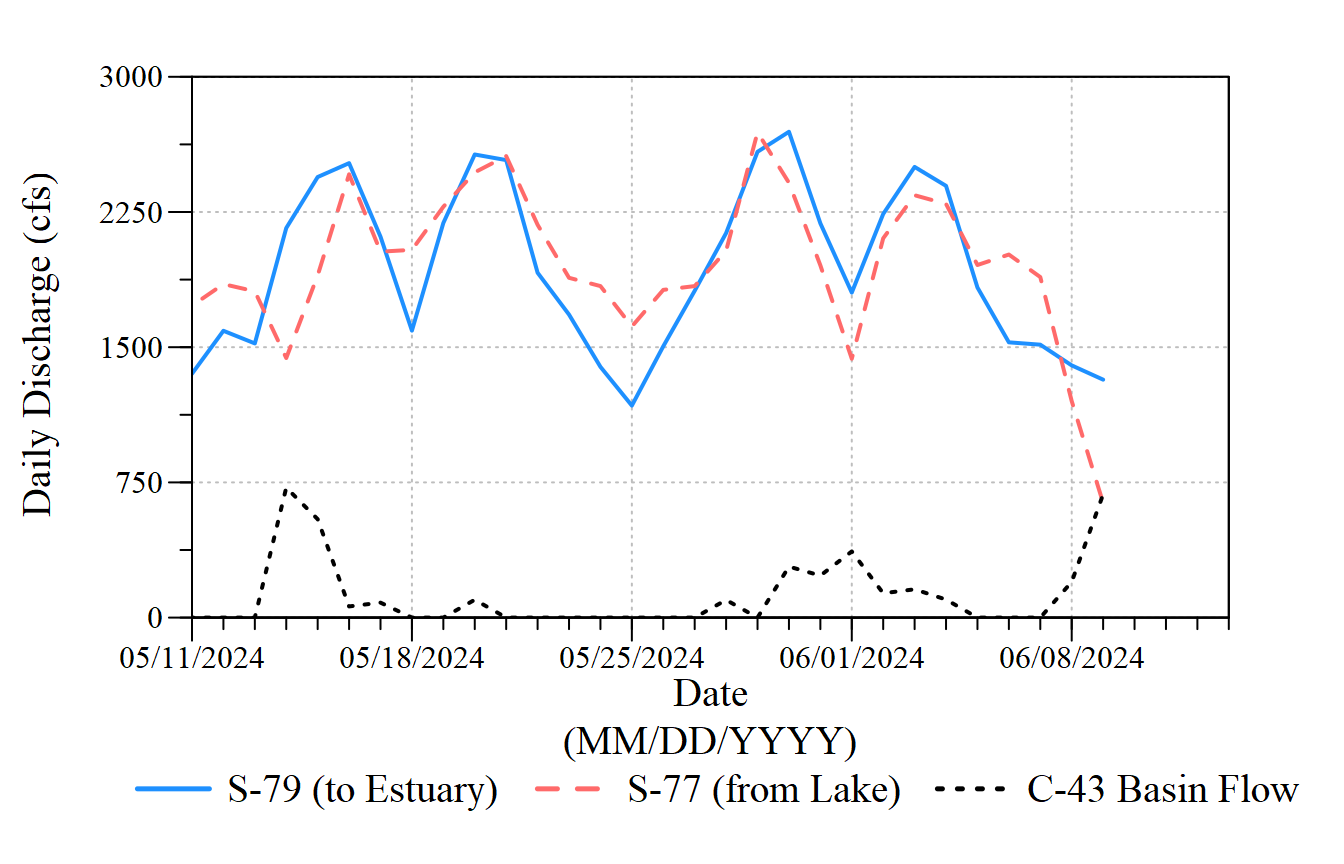 3000
2250
1500
750
0
Daily Discharge (cfs)
05/11/2024 05/18/2024 05/25/2024 06/01/2024 06/08/2024
Date
(MM/DD/YYYY)
S-79 (to Estuary) S-77 (from Lake) C-43 Basin Flow